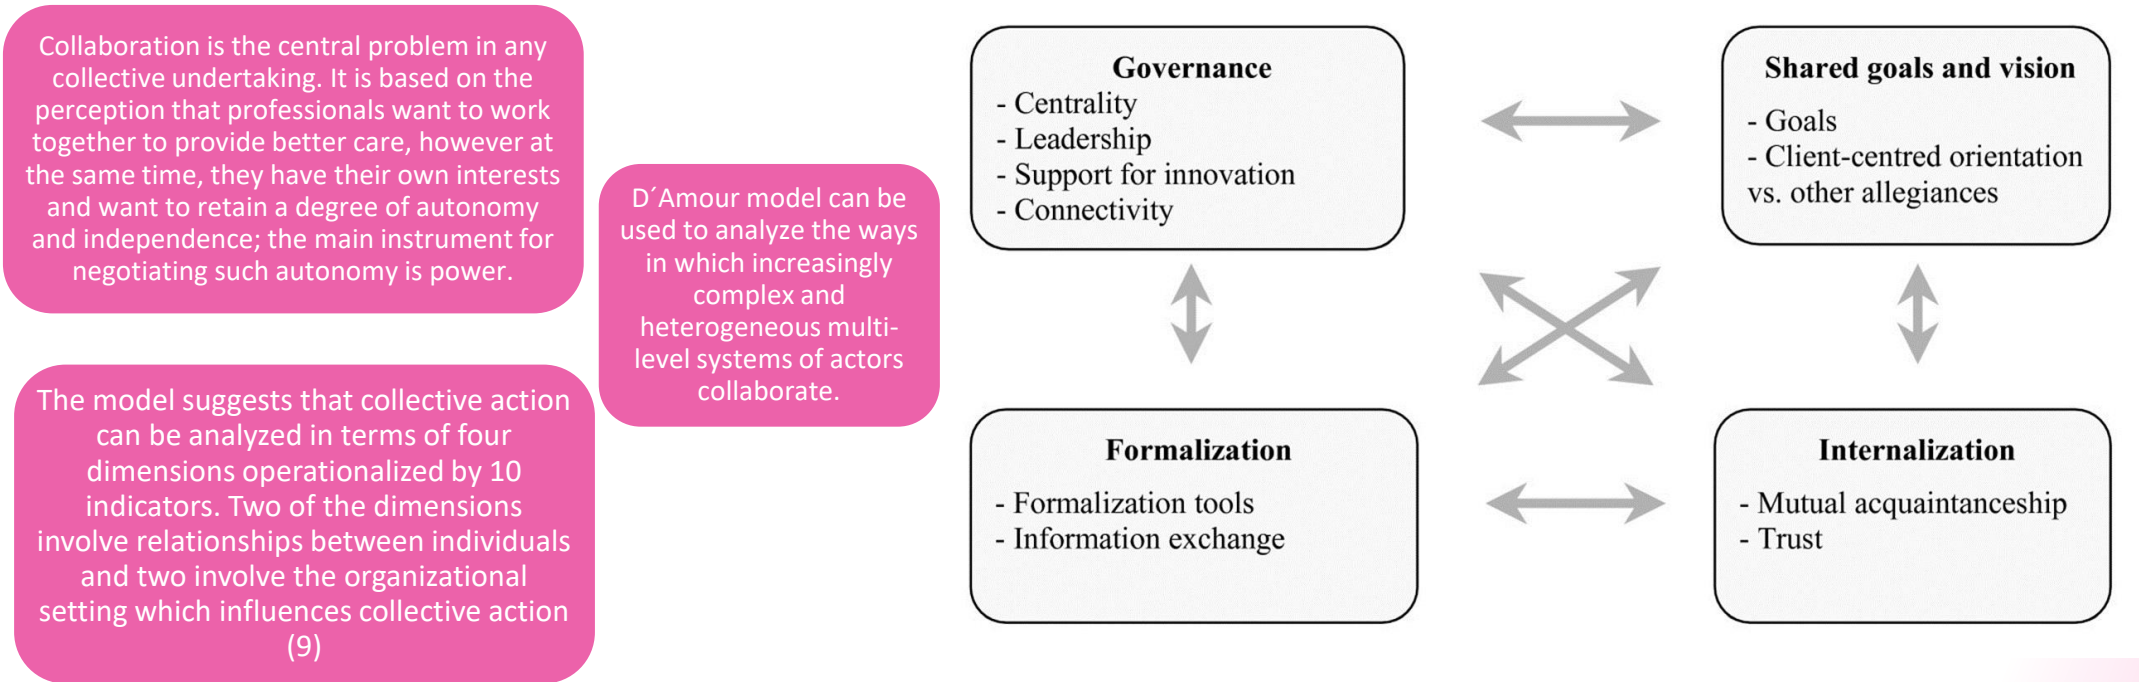 Collaboration is the central problem in any
collective undertaking. It is based on the
perception that professionals want to work
together to provide better care, however at
the same time, they have their own interests
and want to retain a degree of autonomy
and independence; the main instrument for
negotiating such autonomy is power.
The model suggests that collective action
can be analyzed in terms of four
dimensions operationalized by 10
indicators. Two of the dimensions
involve relationships between individuals
and two involve the organizational
setting which influences collective action
(9)
D´Amour model can be
used to analyze the ways
in which increasingly
complex and
heterogeneous multi-
level systems of actors
collaborate.
Governance
- Centrality
- Leadership
- Support for innovation
- Connectivity
Shared goals and vision
- Goals
- Client-centred orientation
vs. other allegiances
Formalization
- Formalization tools
- Information exchange
Internalization
- Mutual acquaintanceship
- Trust